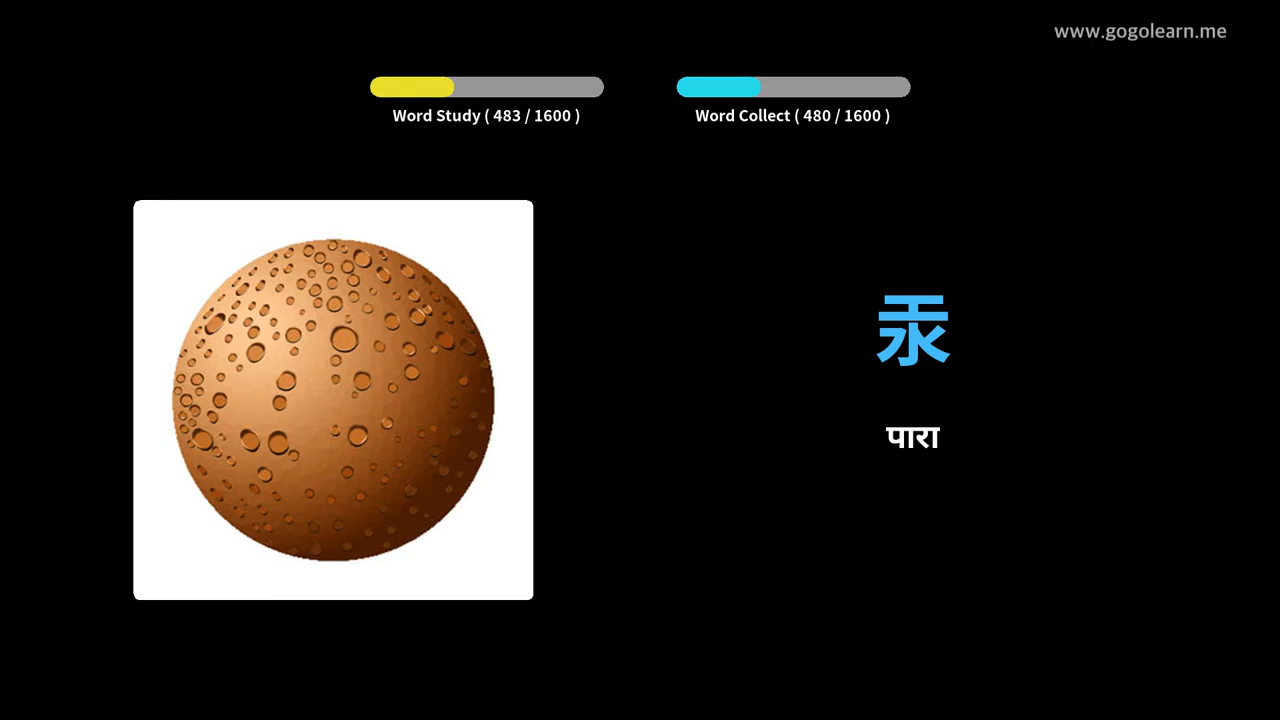 www.gogolearn.me
Word Study ( 483 / 1600 )
Word Collect ( 480 / 1600 )
汞
पारा